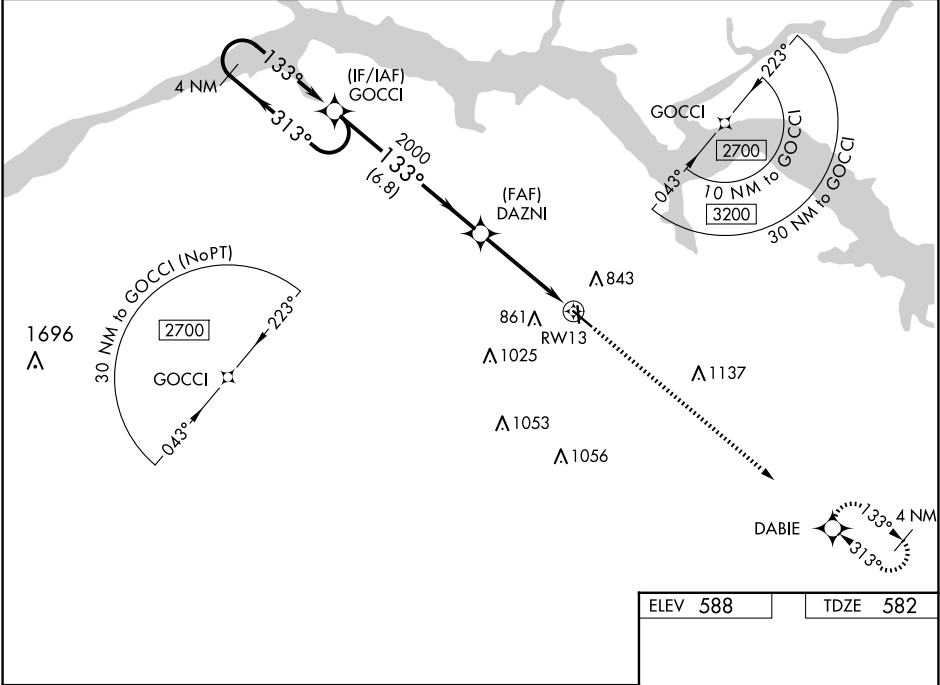 133°
4 NM
313°
(IF/IAF)
GOCCI
2000
133°
(6.8)
(FAF)
DAZNI
GOCCI
223°
043°
2700
10 NM to GOCCI
3200
30 NM to GOCCI
30 NM to GOCCI (NoPT)
2700
223°
GOCCI
043°
1696
843
861
RW13
1025
1137
1053
1056
DABIE
133°
4 NM
313°
ELEV 588
TDZE 582